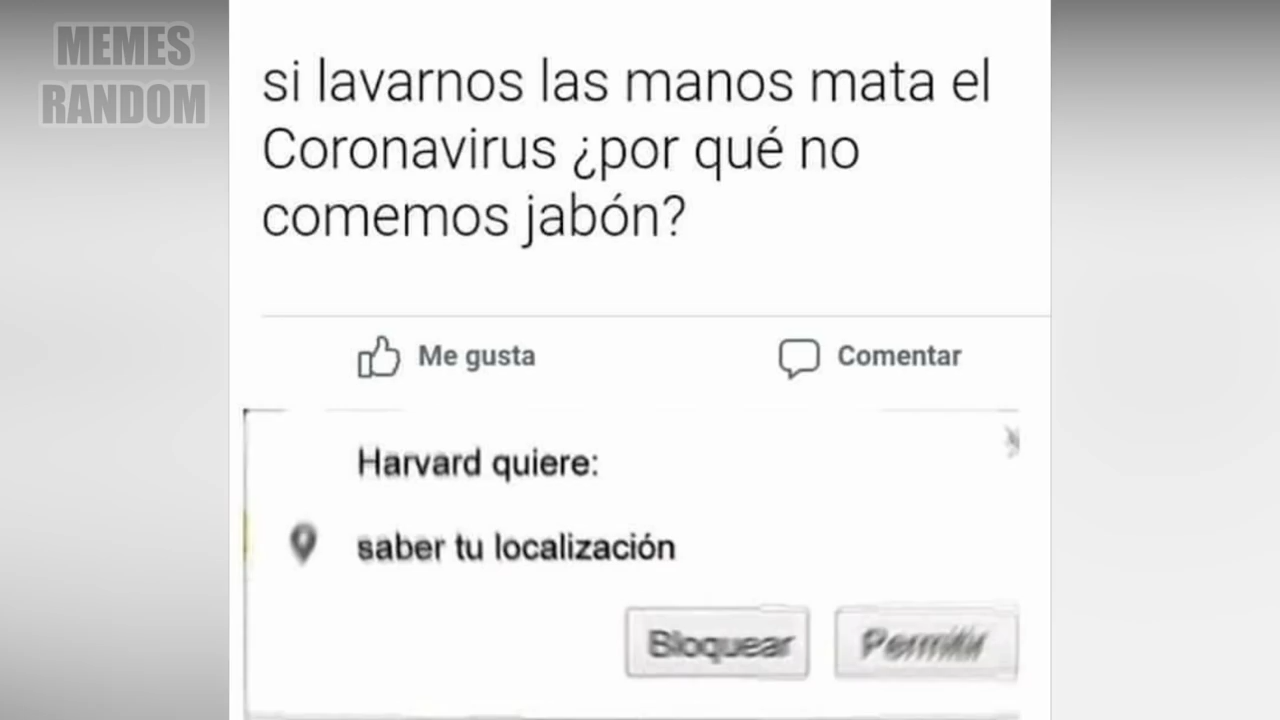 MEMES
RANDOM
si lavarnos las manos mata el
Coronavirus ¿por qué no
comemos jabón?
Me gusta
Comentar
Harvard quiere:
saber tu localización
Bloquear
Permitir